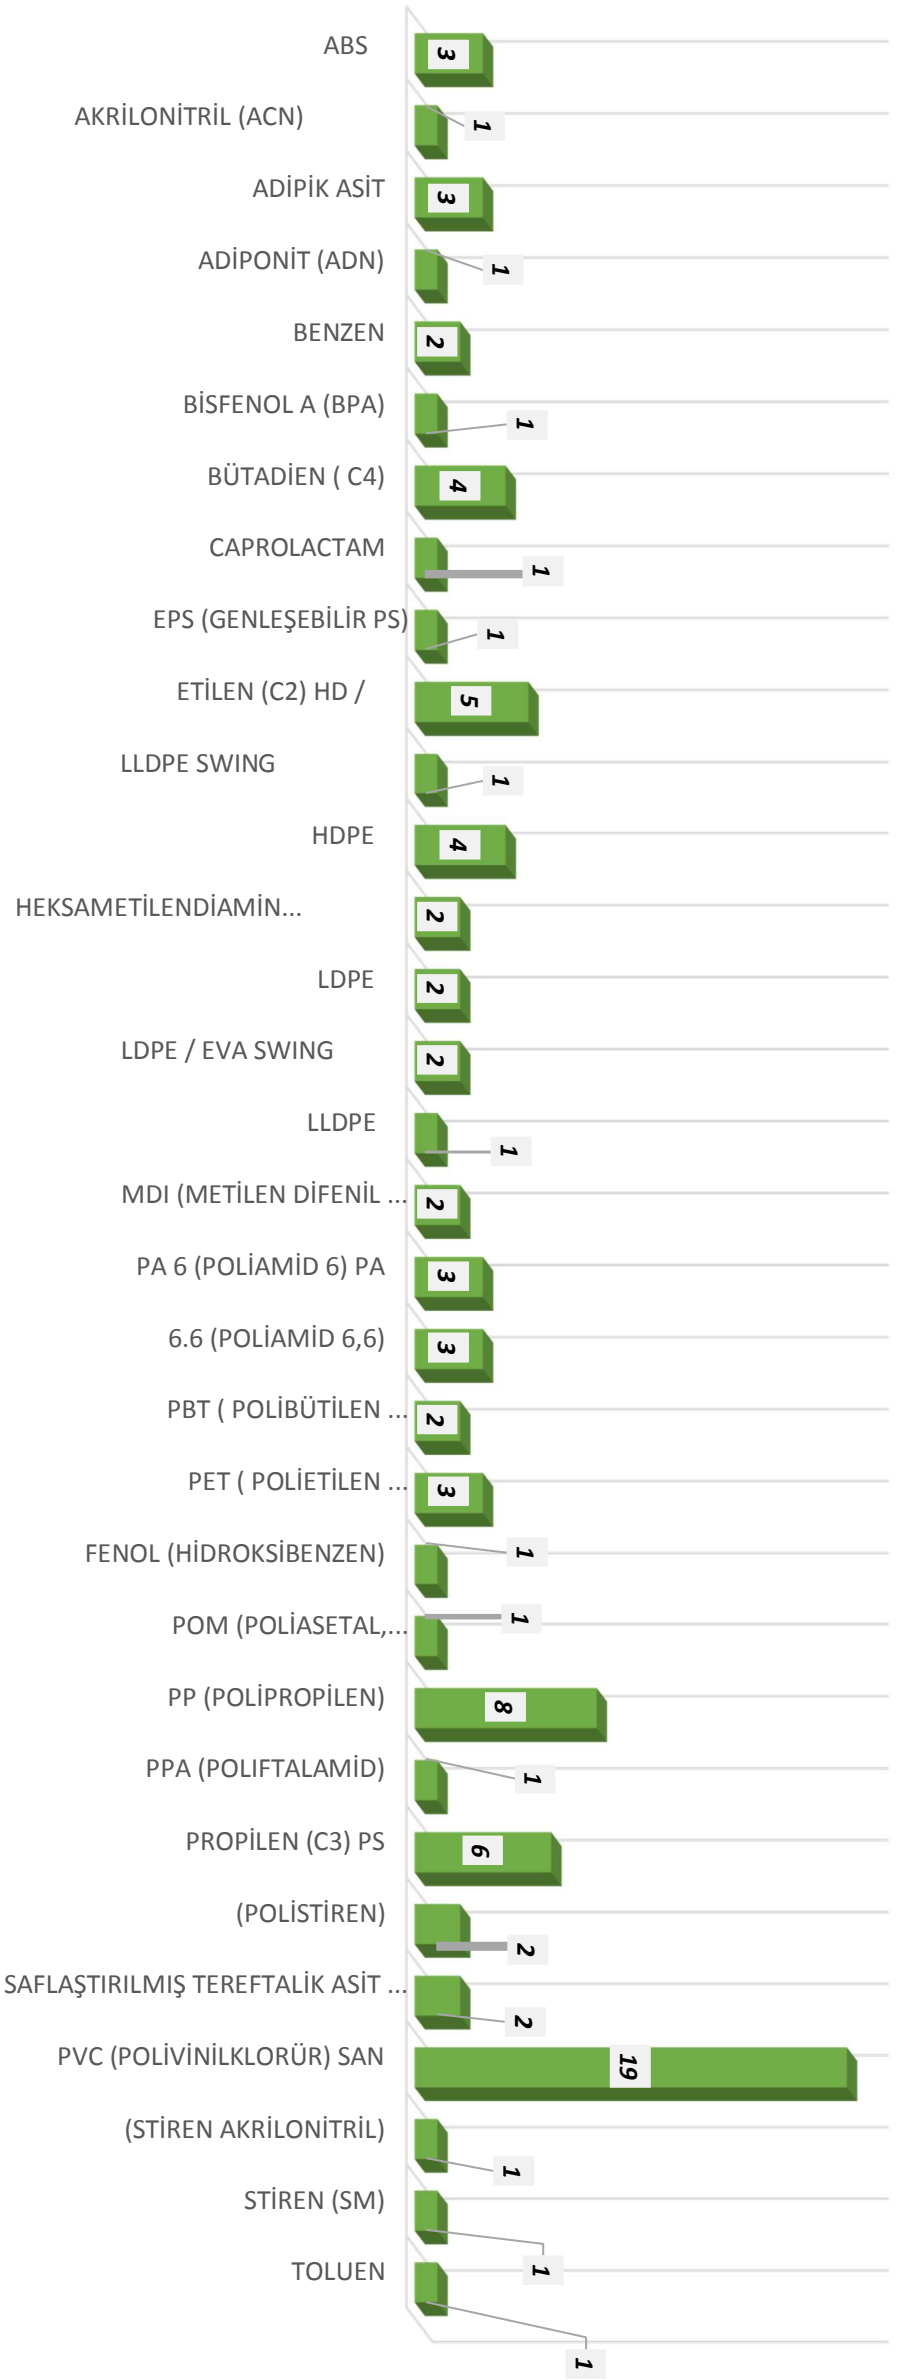 ABS 3
AKRİLONİTRİL (ACN) 1
ADİPİK ASİT 3
ADİPONİT (ADN) 1
BENZEN 2
BİSFENOL A (BPA) 1
BÜTADİEN ( C4) 4
CAPROLACTAM 1
EPS (GENLEŞEBİLİR PS) 1
ETİLEN (C2) HD / 5
LLDPE SWING 1
HDPE 4
HEKSAMETİLENDİAMİN... 2
LDPE 2
LDPE / EVA SWING 2
LLDPE 1
MDI (METİLEN DİFENİL ... 2
PA 6 (POLİAMİD 6) PA 3
6.6 (POLİAMİD 6,6) 3
PBT ( POLİBÜTİLEN ... 2
PET ( POLİETİLEN ... 3
FENOL (HİDROKSİBENZEN) 1
POM (POLİASETAL,... 1
PP (POLİPROPİLEN) 8
PPA (POLIFTALAMİD) 1
PROPİLEN (C3) PS 6
(POLİSTİREN) 2
SAFLAŞTIRILMIŞ TEREFTALİK ASİT ... 2
PVC (POLİVİNİLKLORÜR) SAN 19
(STİREN AKRİLONİTRİL) 1
STİREN (SM) 1
TOLUEN 1